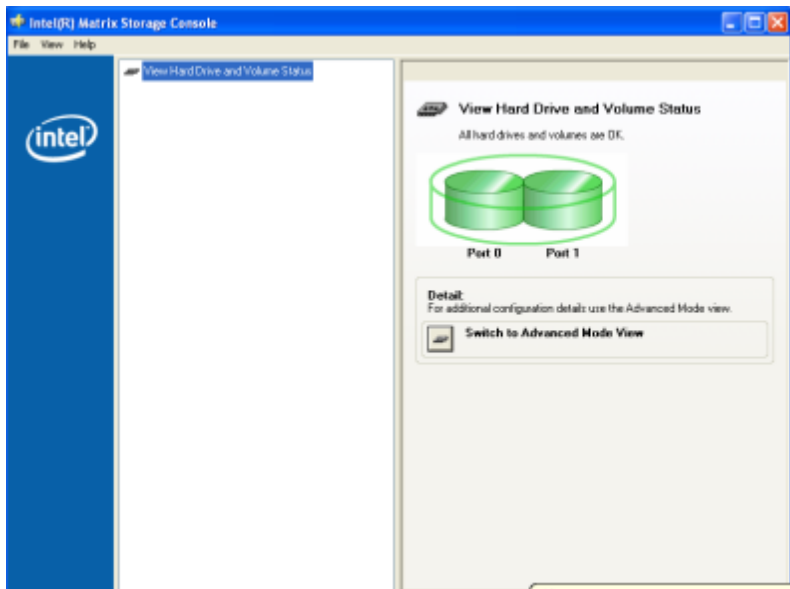 Intel(R) Matrix Storage Console
File View Help
View Hard Drive and Volume Status
intel
View Hard Drive and Volume Status
All hard drives and volumes are OK.
Port 0 Port 1
Detail:
For additional configuration details use the Advanced Mode view.
Switch to Advanced Mode View